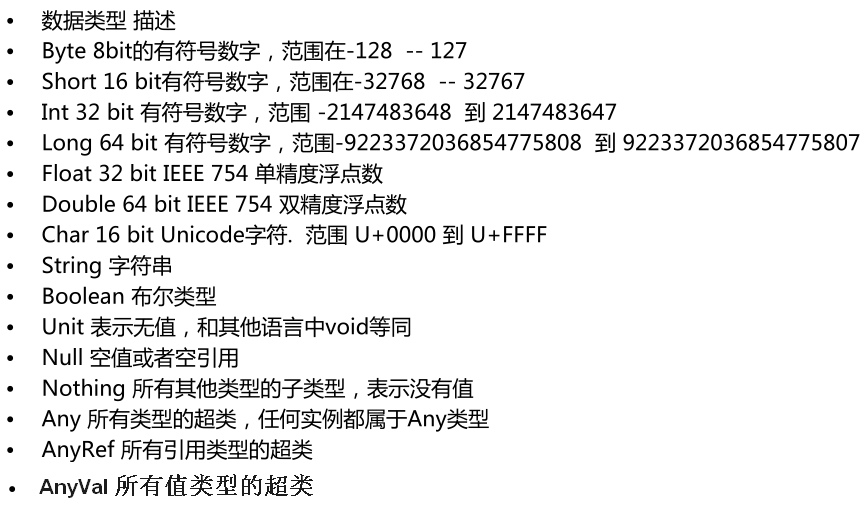 • 数据类型 描述
• Byte 8bit的有符号数字，范围在-128 -- 127
• Short 16 bit有符号数字，范围在-32768 -- 32767
• Int 32 bit 有符号数字，范围 -2147483648 到 2147483647
• Long 64 bit 有符号数字，范围-9223372036854775808 到 9223372036854775807
• Float 32 bit IEEE 754 单精度浮点数
• Double 64 bit IEEE 754 双精度浮点数
• Char 16 bit Unicode字符. 范围 U+0000 到 U+FFFF
• String 字符串
• Boolean 布尔类型
• Unit 表示无值，和其他语言中void等同
• Null 空值或者空引用
• Nothing 所有其他类型的子类型，表示没有值
• Any 所有类型的超类，任何实例都属于Any类型
• AnyRef 所有引用类型的超类
• AnyVal 所有值类型的超类